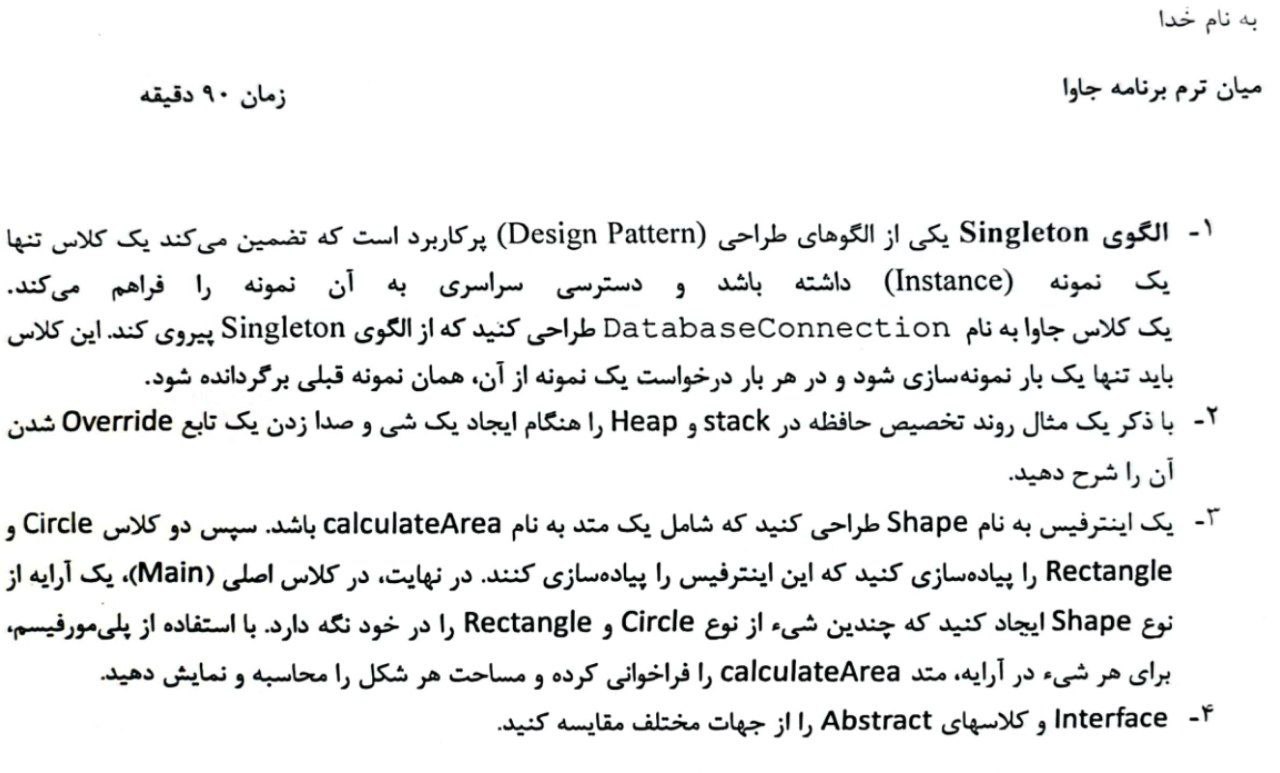 به نام خدا
میان ترم برنامه جاوا
زمان ۹۰ دقیقه
۱- الگوی Singleton یکی از الگوهای طراحی (Design Pattern) پرکاربرد است که تضمین می‌کند یک کلاس تنها
یک نمونه (Instance) داشته باشد و دسترسی سراسری به آن نمونه را فراهم می‌کند.
یک کلاس جاوا به نام DatabaseConnection طراحی کنید که از الگوی Singleton پیروی کند. این کلاس
باید تنها یک بار نمونه‌سازی شود و در هر بار درخواست یک نمونه از آن، همان نمونه قبلی برگردانده شود.
۲- با ذکر یک مثال روند تخصیص حافظه در stack و Heap را هنگام ایجاد یک شی و صدا زدن یک تابع Override شدن
آن را شرح دهید.
۳- یک اینترفیس به نام Shape طراحی کنید که شامل یک متد به نام calculateArea باشد. سپس دو کلاس Circle و
Rectangle را پیاده‌سازی کنید که این اینترفیس را پیاده‌سازی کنند. در نهایت، در کلاس اصلی (Main)، یک آرایه از
نوع Shape ایجاد کنید که چندین شیء از نوع Circle و Rectangle را در خود نگه دارد. با استفاده از پلی‌مورفیسم،
برای هر شیء در آرایه، متد calculateArea را فراخوانی کرده و مساحت هر شکل را محاسبه و نمایش دهید.
۴- Interface و کلاسهای Abstract را از جهات مختلف مقایسه کنید.